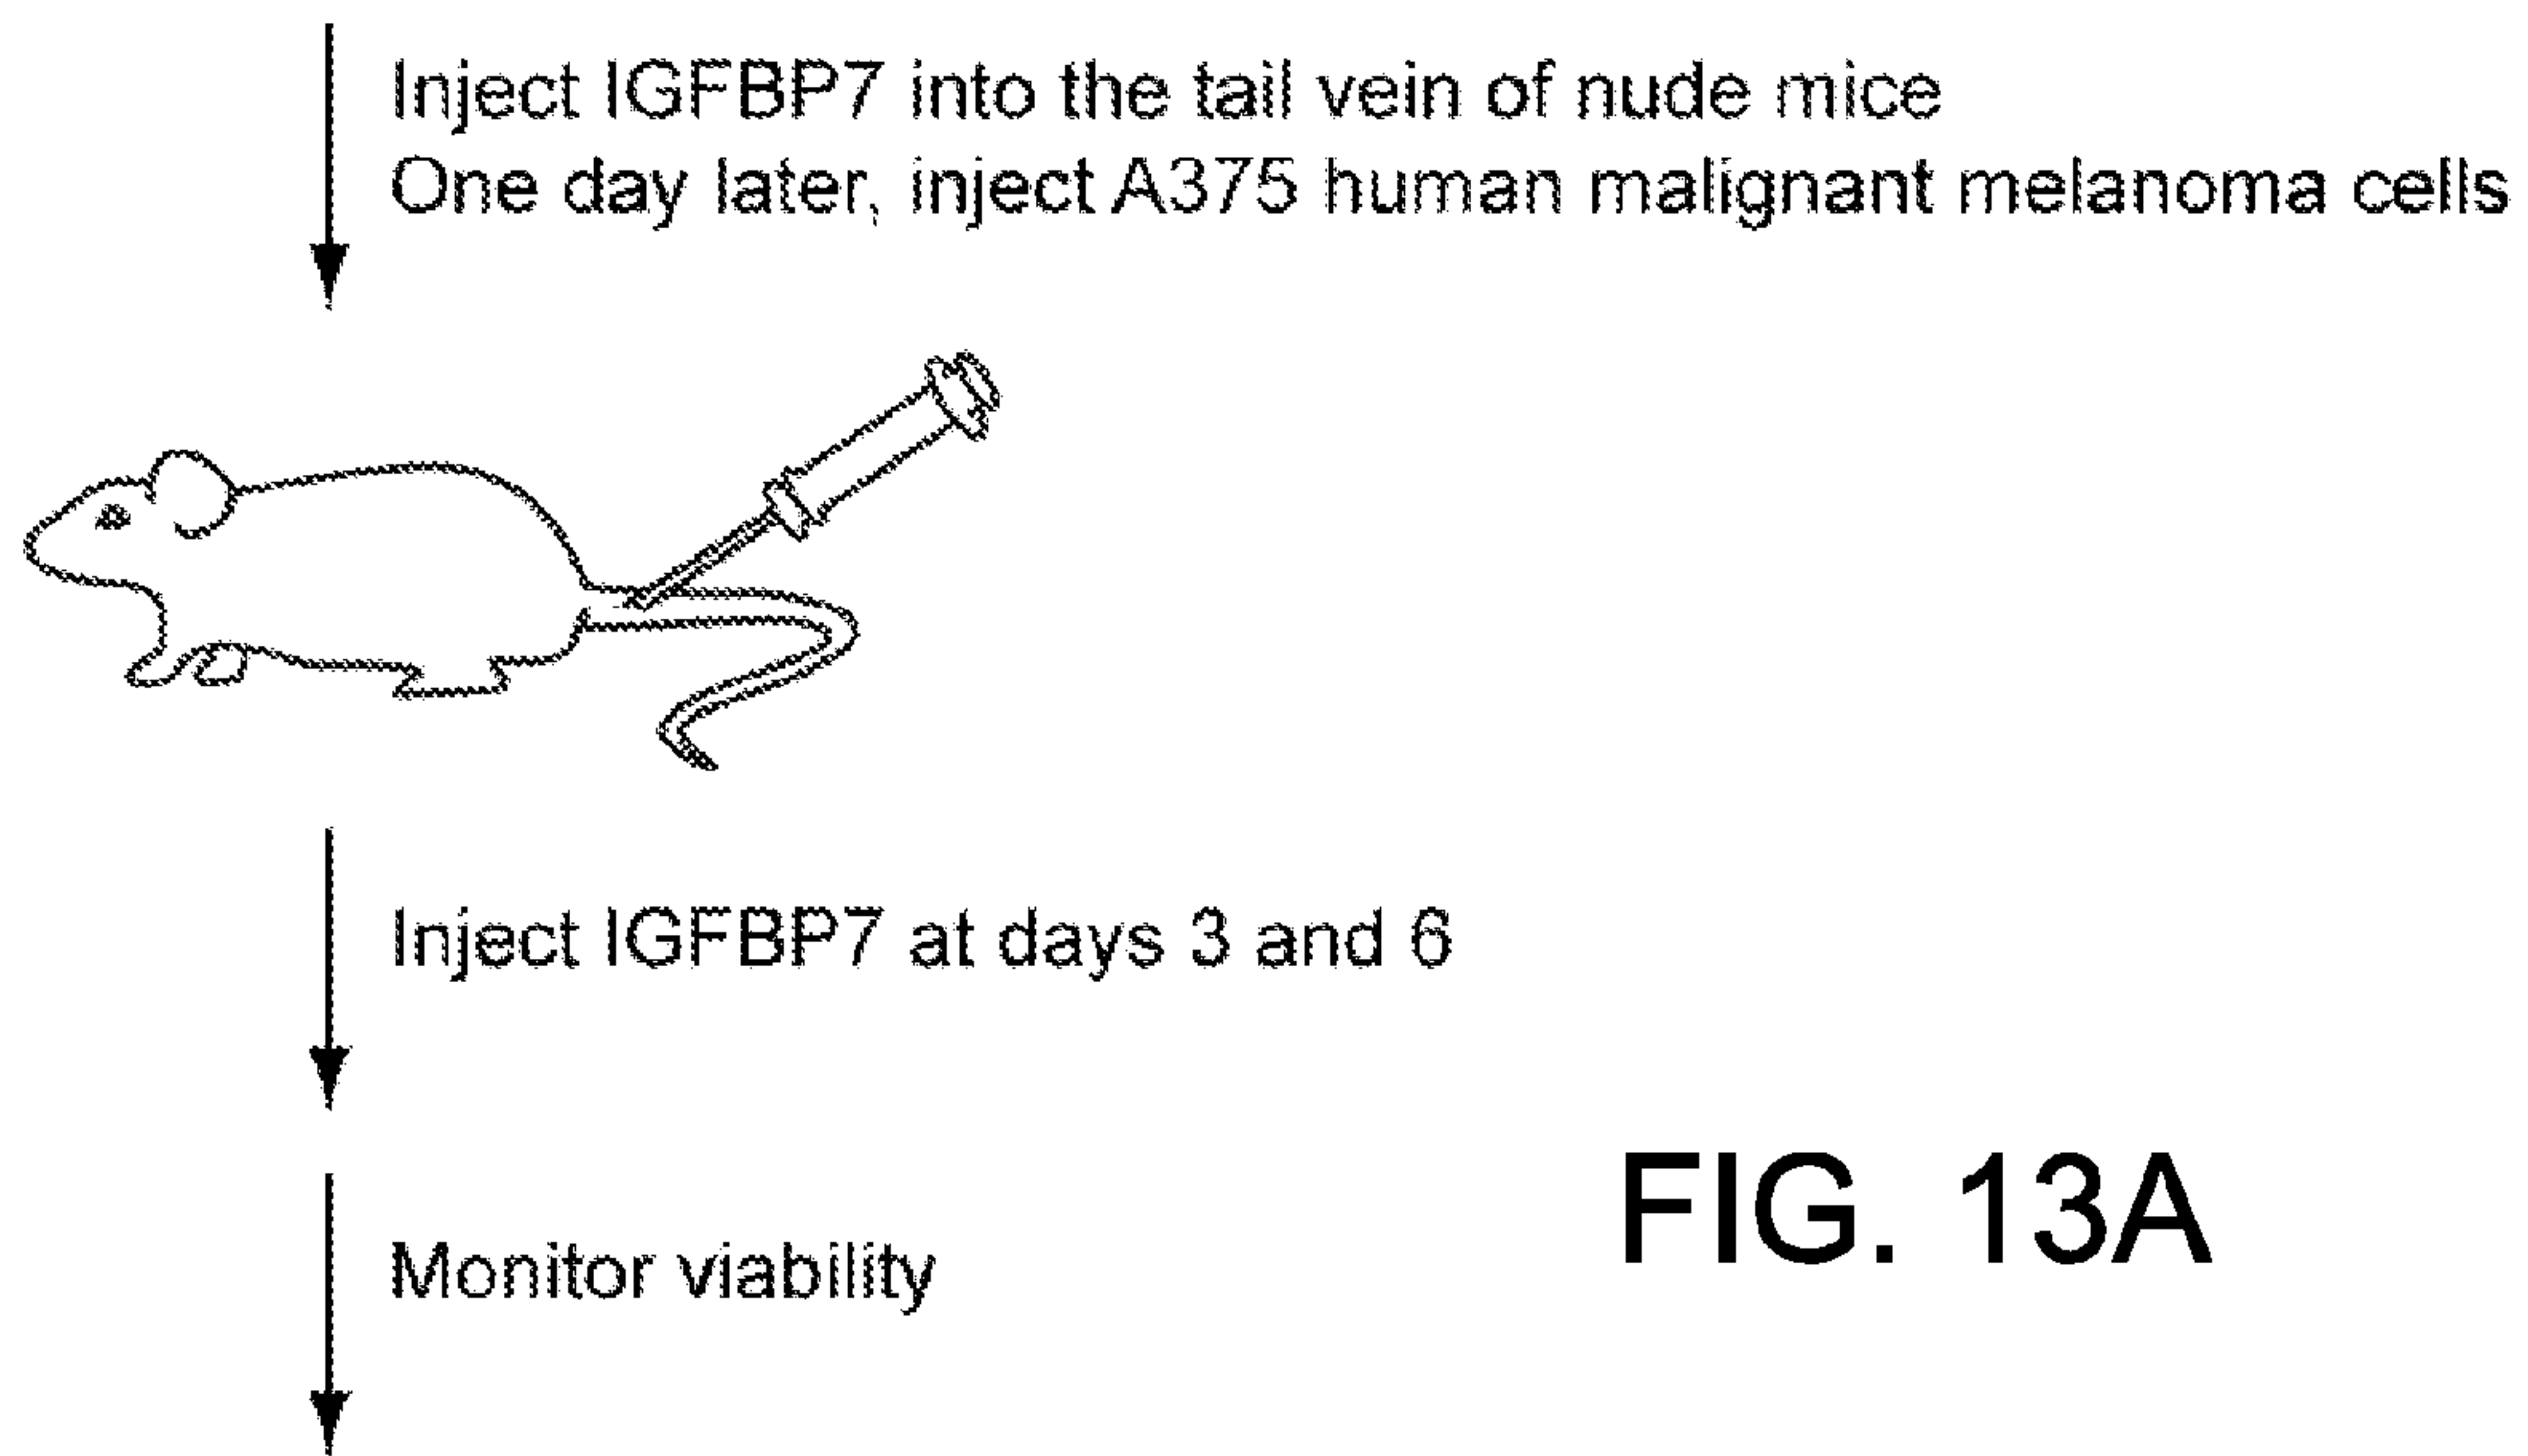 Inject IGFBP7 into the tail vein of nude mice
One day later, inject A375 human malignant melanoma cells
Inject IGFBP7 at days 3 and 6
Monitor viability
FIG. 13A